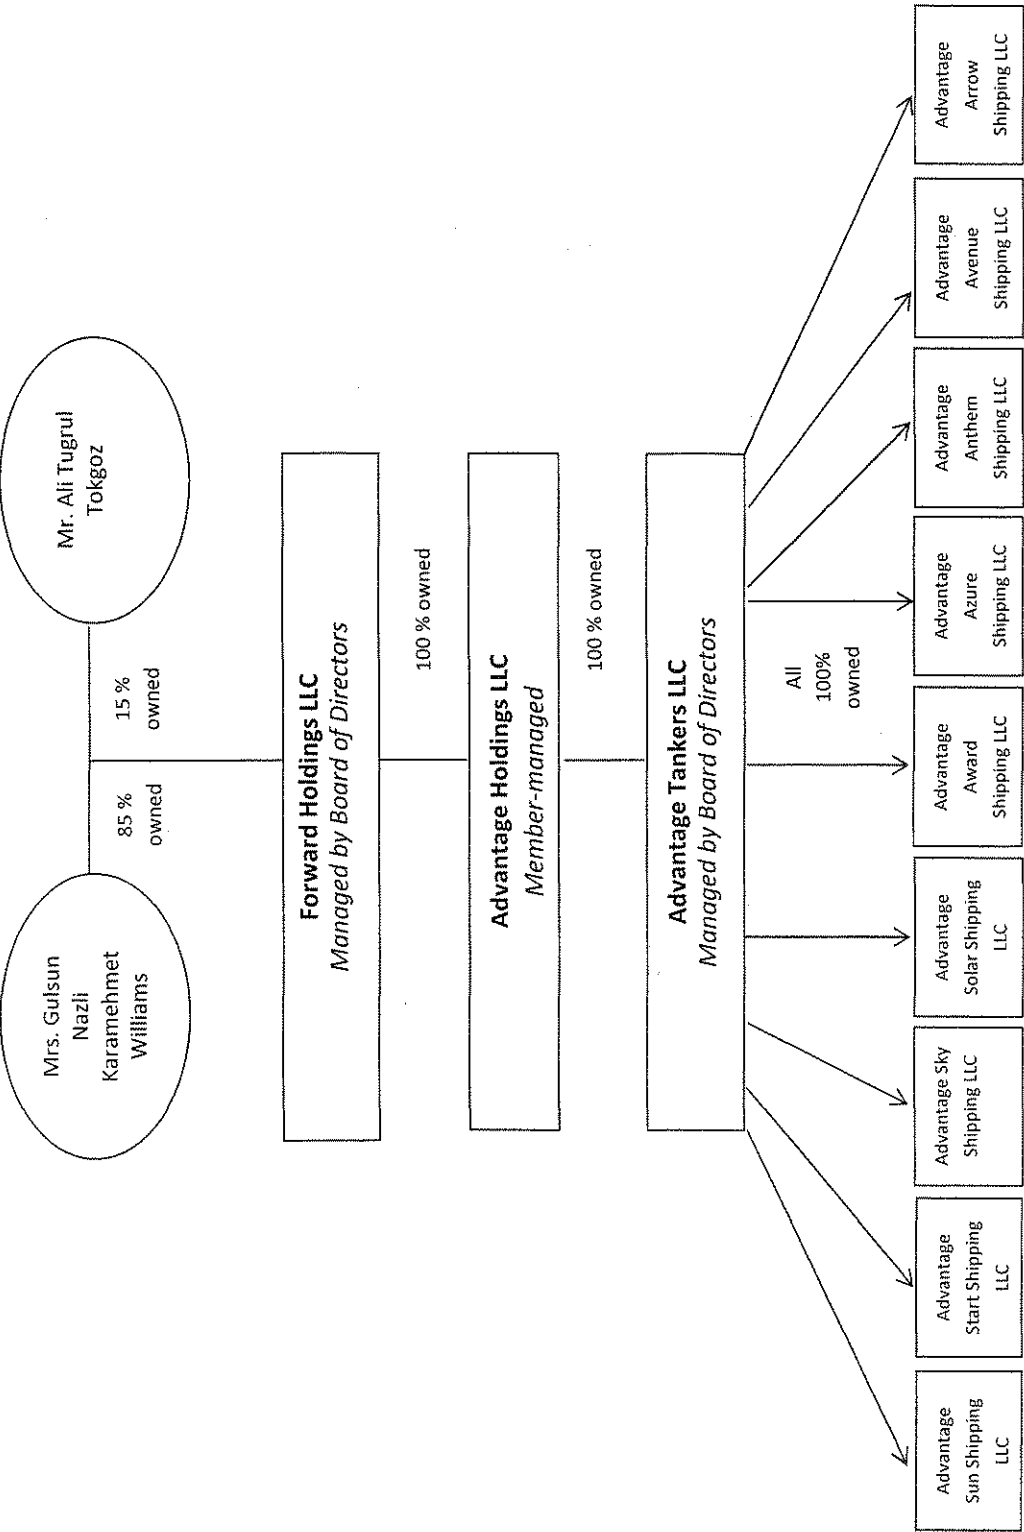 Mrs. Gulsun
Nazli
Karamehmet
Williams
85 %
owned
15 %
owned
Mr. Ali Tugrul
Tokgoz
Forward Holdings LLC
Managed by Board of Directors
100 % owned
Advantage Holdings LLC
Member-managed
100 % owned
Advantage Tankers LLC
Managed by Board of Directors
All
100%
owned
Advantage
Sun Shipping
LLC
Advantage
Start Shipping
LLC
Advantage Sky
Shipping LLC
Advantage
Solar Shipping
LLC
Advantage
Award
Shipping LLC
Advantage
Azure
Shipping LLC
Advantage
Anthem
Shipping LLC
Advantage
Avenue
Shipping LLC
Advantage
Arrow
Shipping LLC